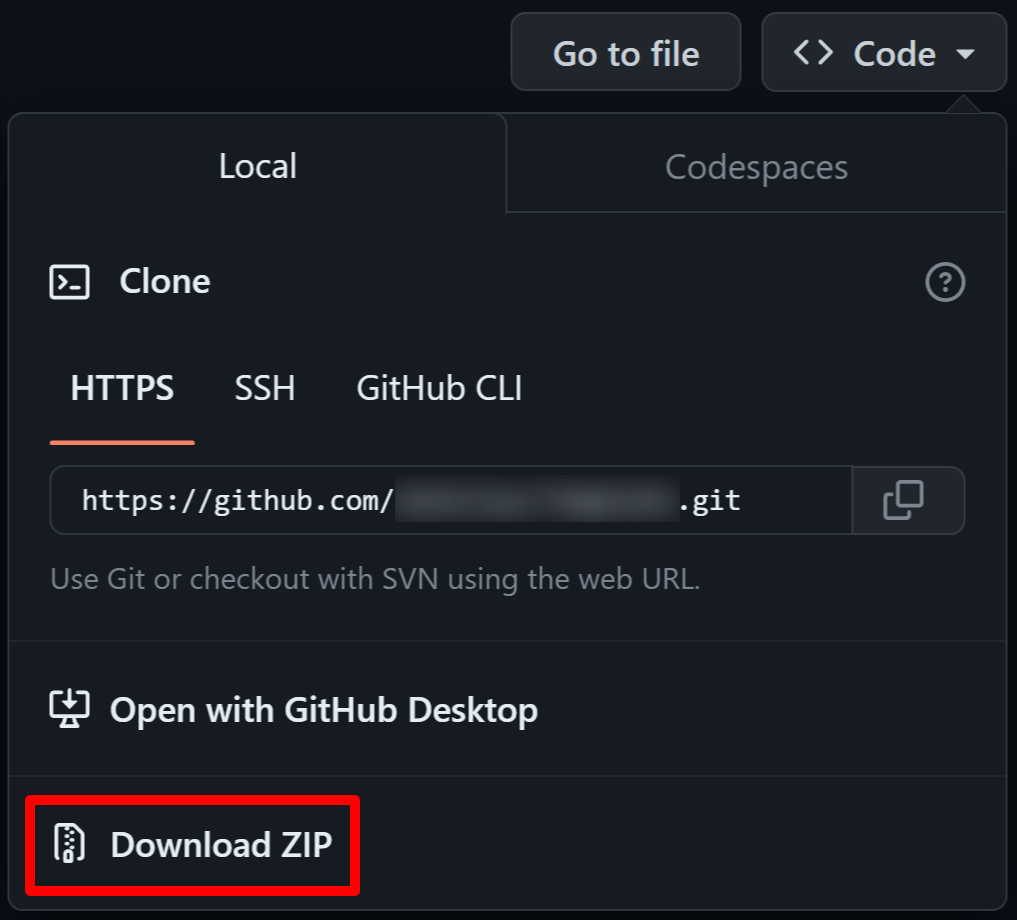 Go to file
Code
Local
Codespaces
Clone
HTTPS
SSH
GitHub CLI
https://github.com/ .git
Use Git or checkout with SVN using the web URL.
Open with GitHub Desktop
Download ZIP